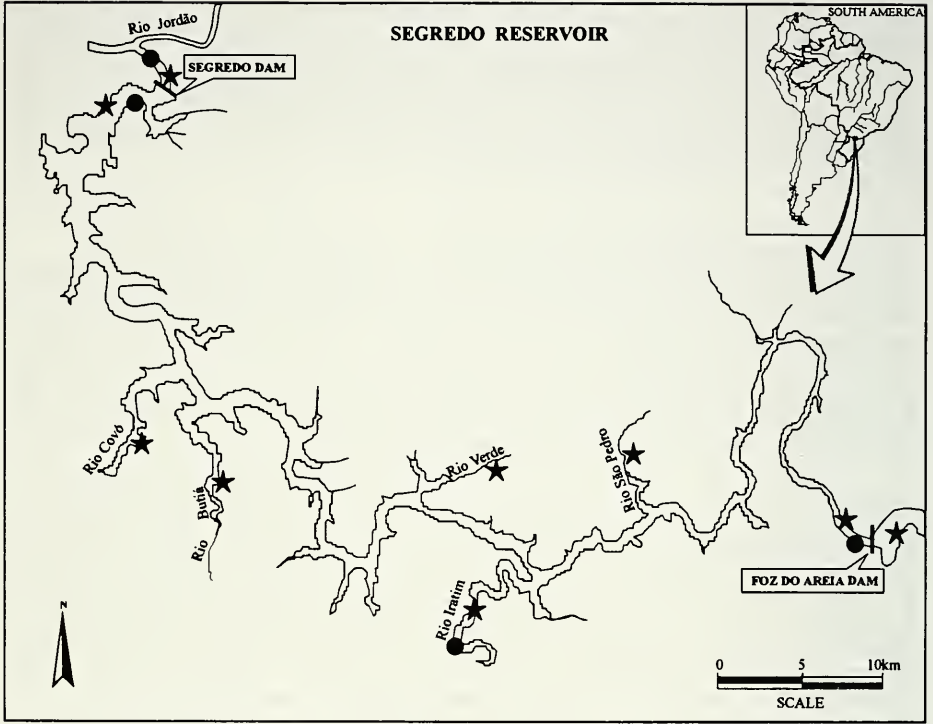 SEGREDO RESERVOIR
SOUTH AMERICA
Rio Jordão
SEGREDO DAM
Rio Covó
Rio Butiá
Rio Verde
Rio São Pedro
Rio Iratim
FOZ DO AREIA DAM
N
0 5 10km
SCALE